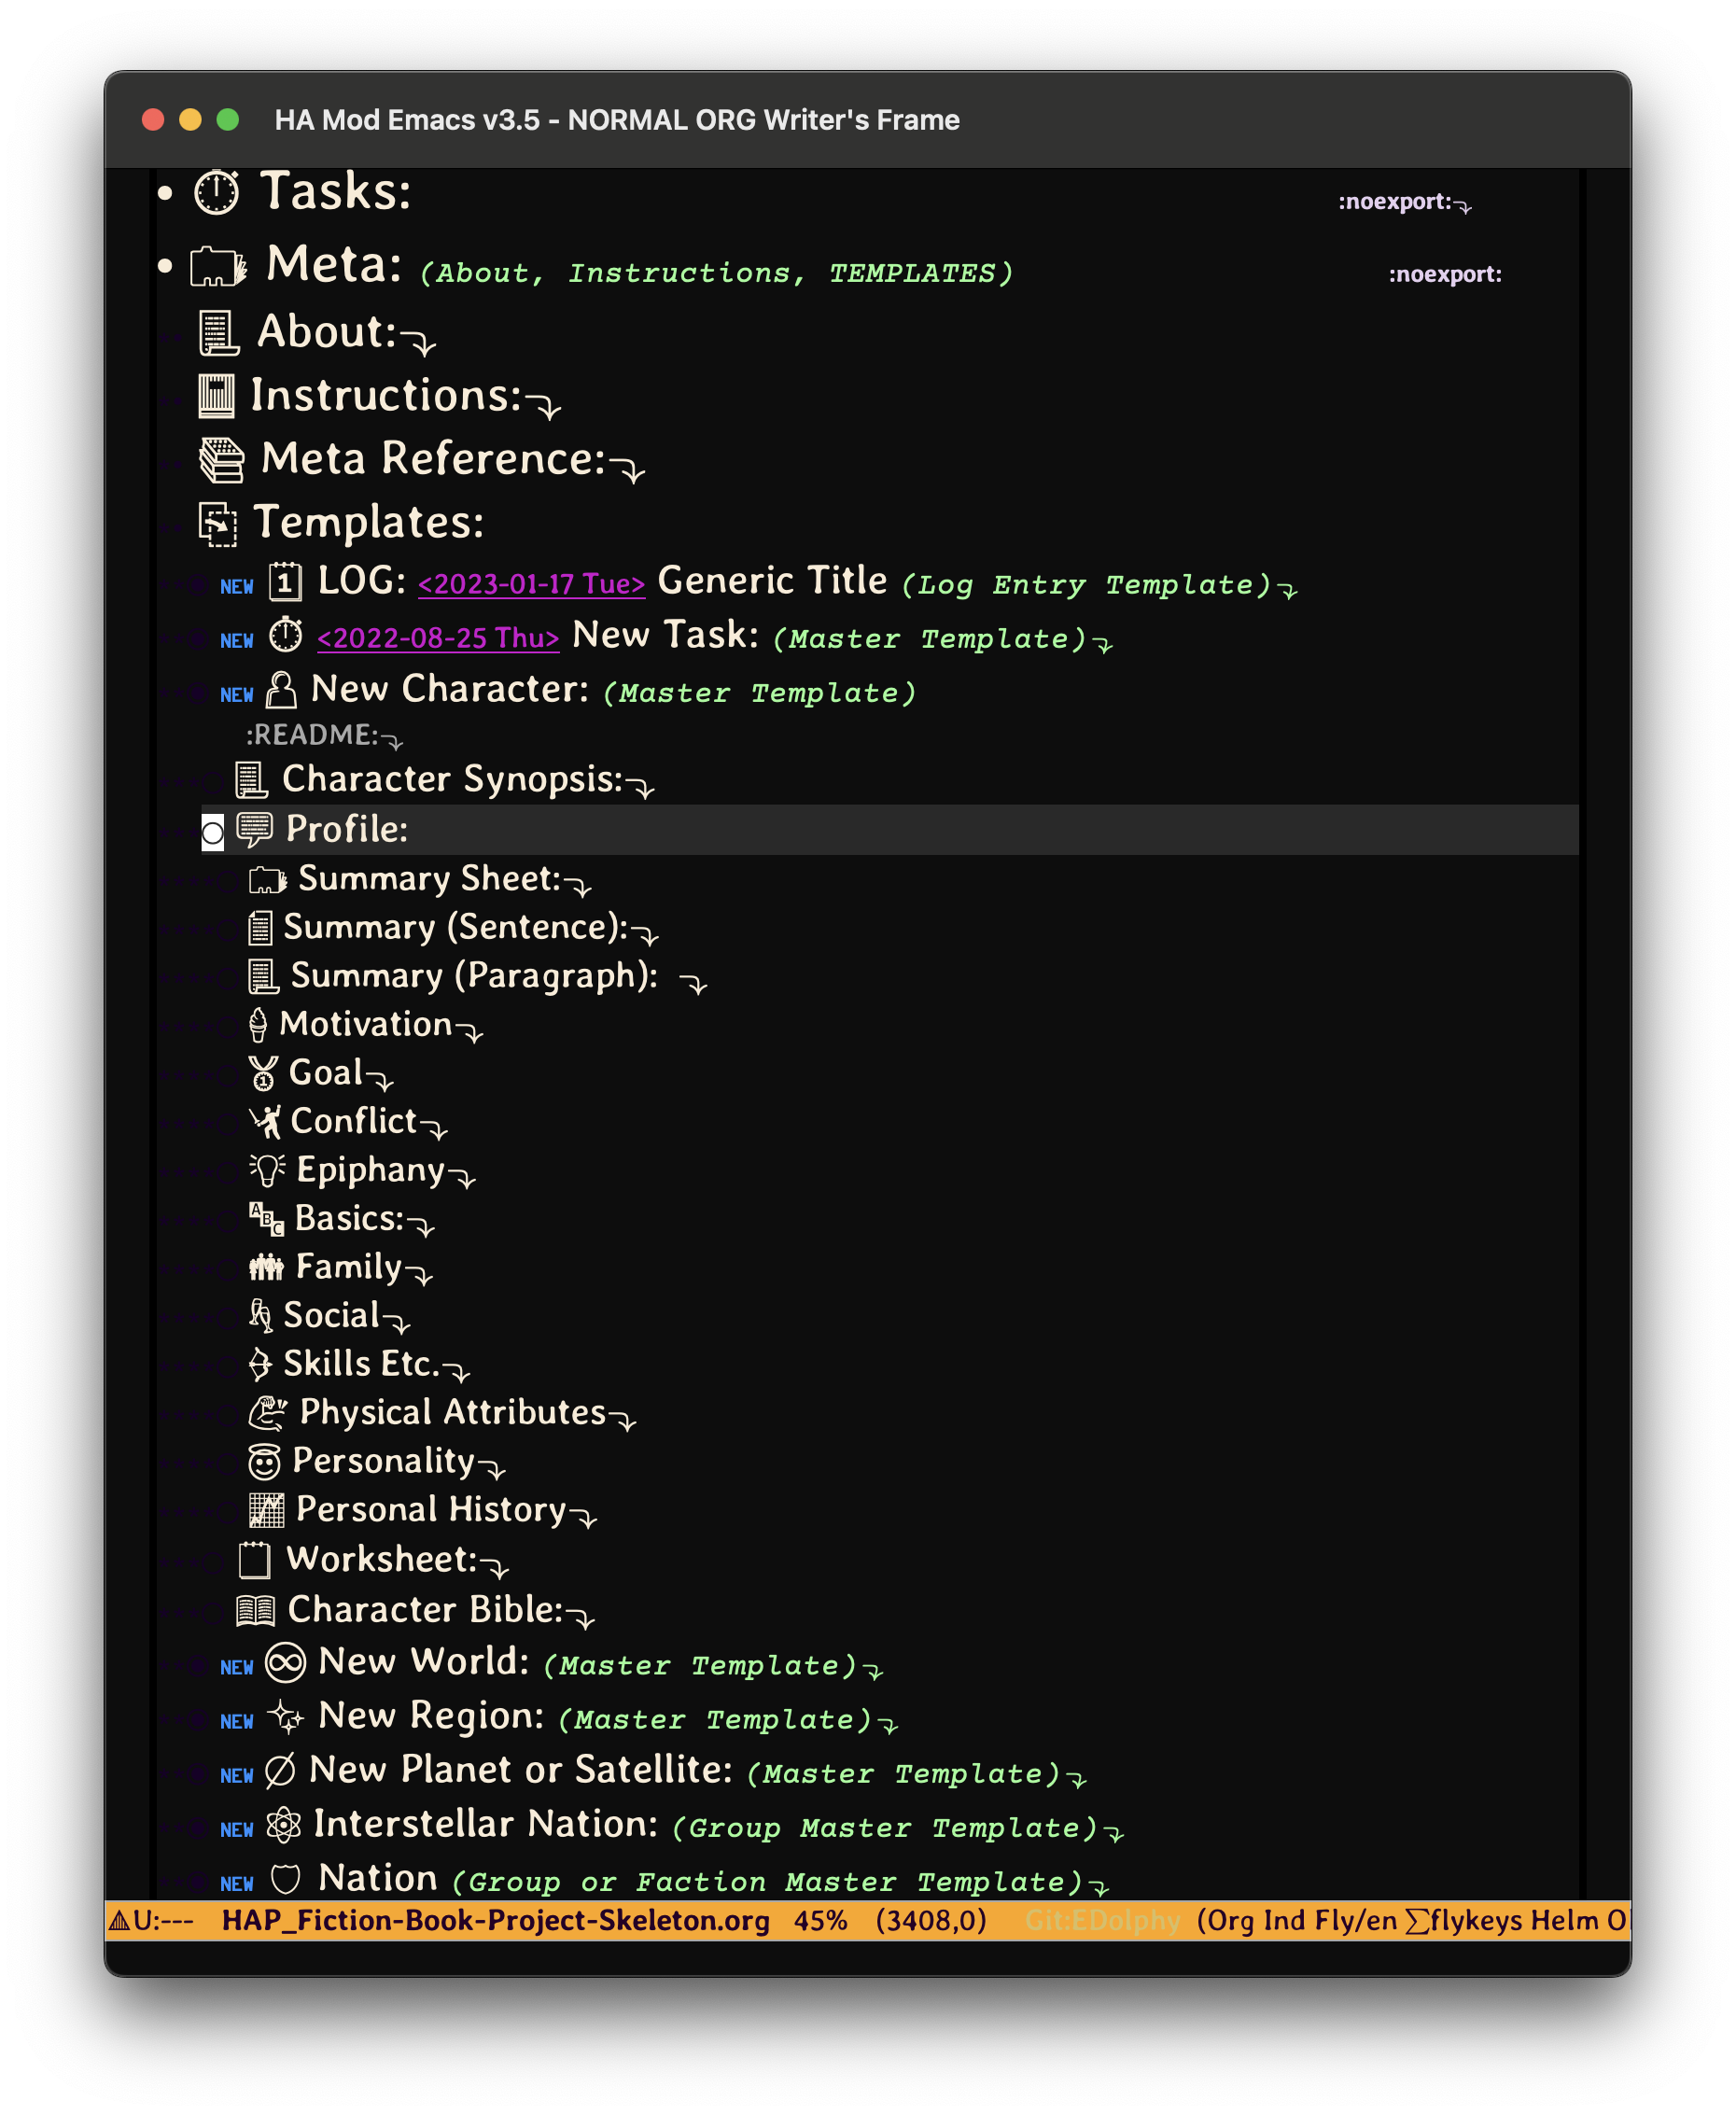 HA Mod Emacs v3.5 - NORMAL ORG Writer's Frame
Tasks: :noexport:
Meta: (About, Instructions, TEMPLATES) :noexport:
About:
Instructions:
Meta Reference:
Templates:
NEW 1 LOG: <2023-01-17 Tue> Generic Title (Log Entry Template)
NEW <2022-08-25 Thu> New Task: (Master Template)
NEW New Character: (Master Template)
:README:
Character Synopsis:
Profile:
Summary Sheet:
Summary (Sentence):
Summary (Paragraph):
Motivation
Goal
Conflict
Epiphany
Basics:
Family
Social
Skills Etc.
Physical Attributes
Personality
Personal History
Worksheet:
Character Bible:
NEW New World: (Master Template)
NEW New Region: (Master Template)
NEW New Planet or Satellite: (Master Template)
NEW Interstellar Nation: (Group Master Template)
NEW Nation (Group or Faction Master Template)
U:--- HAP_Fiction-Book-Project-Skeleton.org 45% (3408,0) Git:EDolphy (Org Ind Fly/en ∑flykeys Helm O